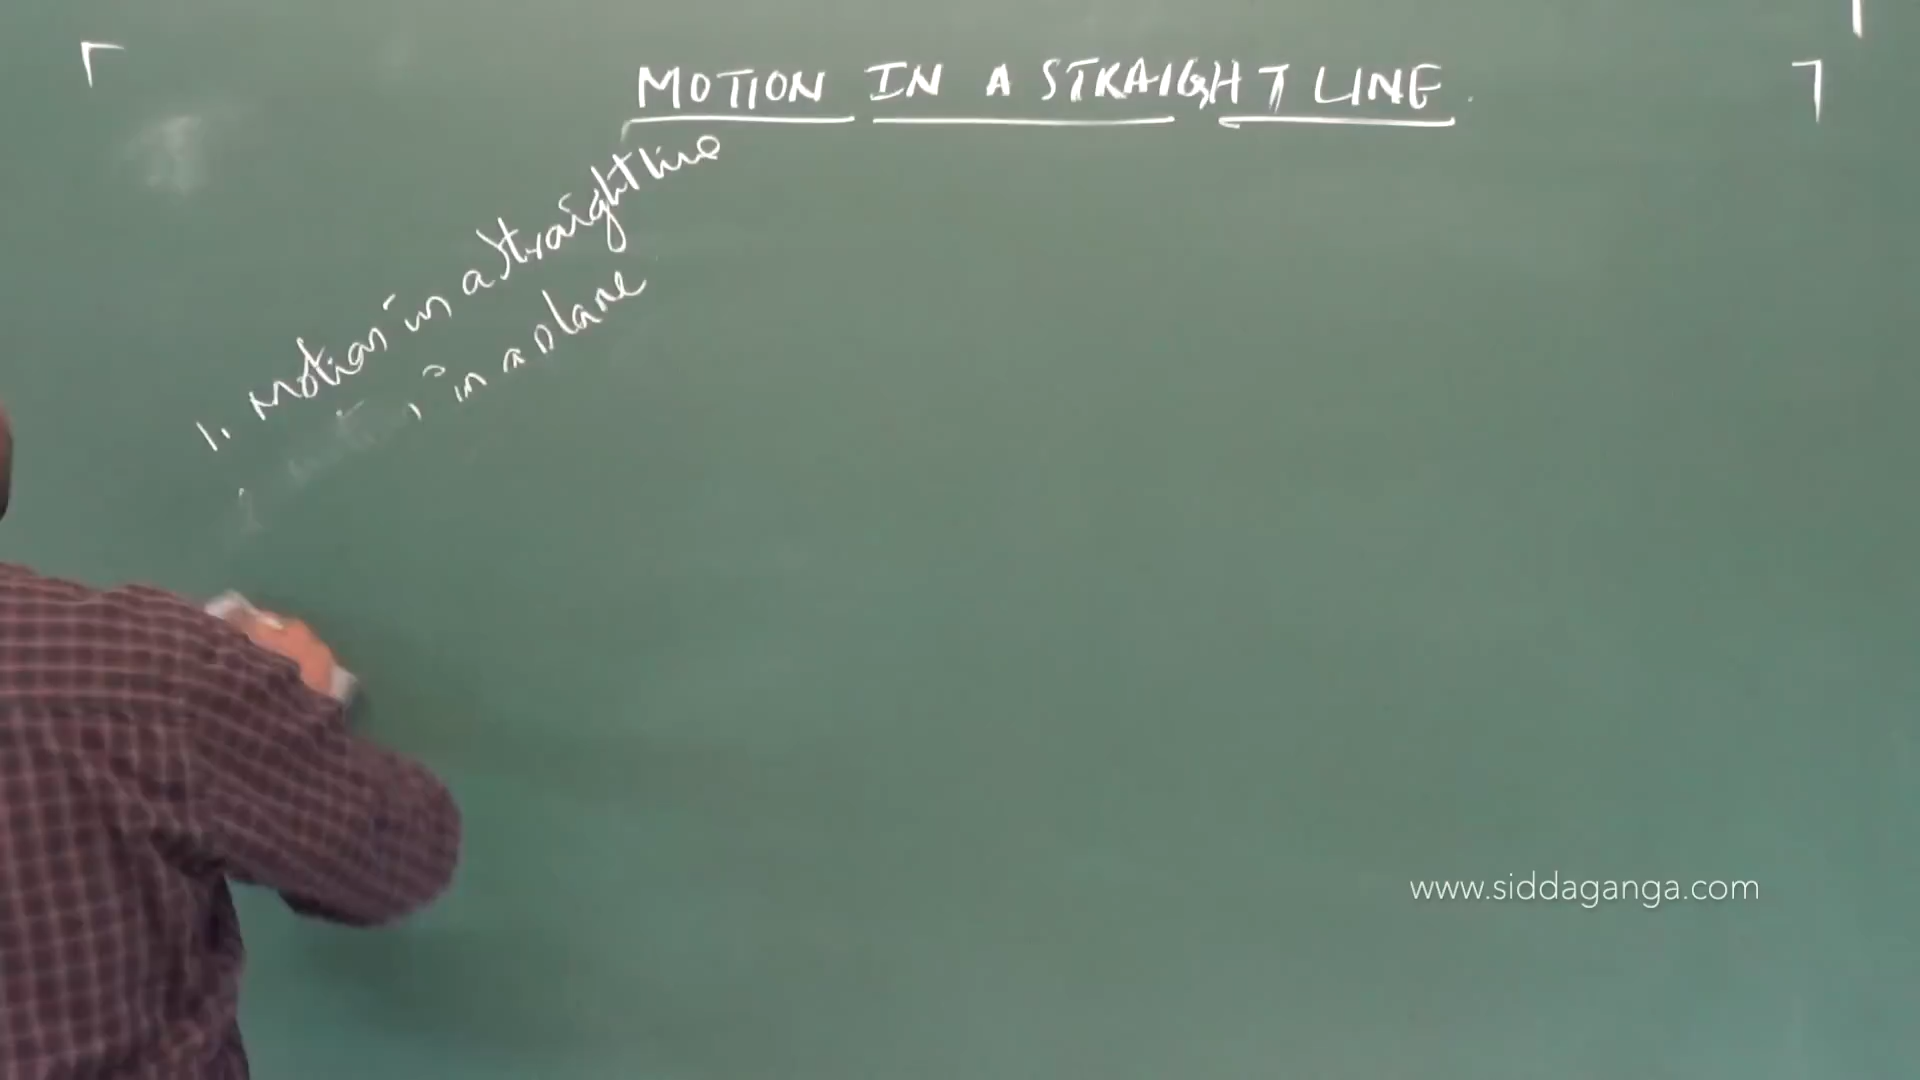 MOTION IN A STRAIGHT LINE.
1. Motion in a straight line
in a plane
www.siddaganga.com